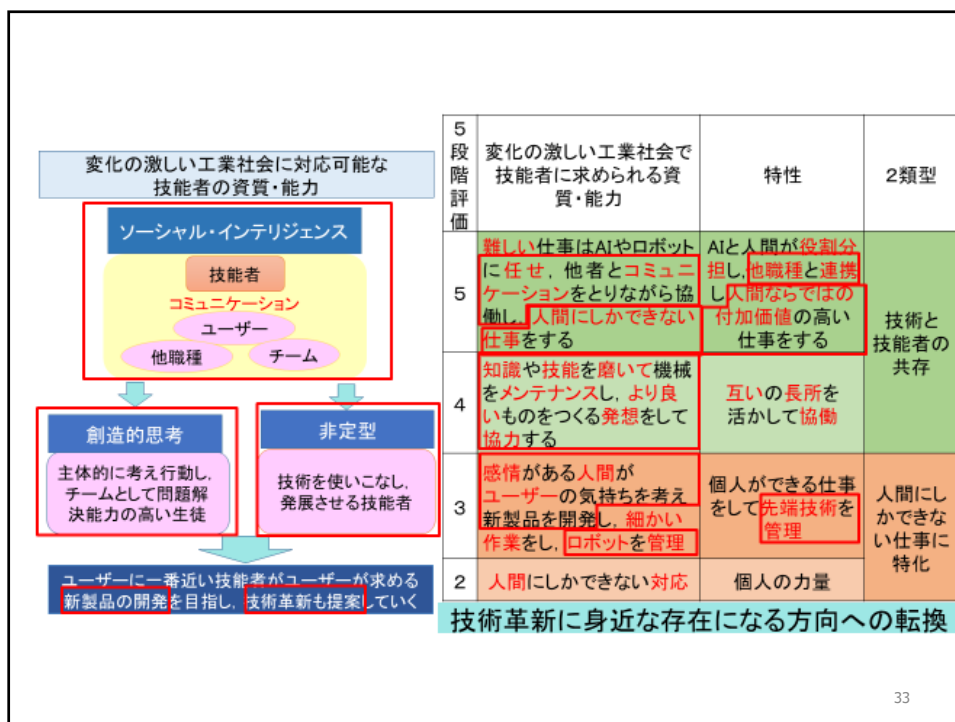 変化の激しい工業社会に対応可能な
技能者の資質・能力
ソーシャル・インテリジェンス
技能者
コミュニケーション
ユーザー
他職種
チーム
創造的思考
主体的に考え行動し,
チームとして問題解
決能力の高い生徒
非定型
技術を使いこなし,
発展させる技能者
ユーザーに一番近い技能者がユーザーが求める
新製品の開発を目指し,技術革新も提案していく
5
段
階
評
価
変化の激しい工業社会で
技能者に求められる資
質・能力
特性
2類型
5
難しい仕事はAIやロボット
に任せ,他者とコミュニ
ケーションをとりながら協
働し,人間にしかできない
仕事をする
AIと人間が役割分
担し,他職種と連携
し人間ならではの
付加価値の高い
仕事をする
技術と
技能者の
共存
4
知識や技能を磨いて機械
をメンテナンスし,より良
いものをつくる発想をして
協力する
互いの長所を
活かして協働
3
感情がある人間が
ユーザーの気持ちを考え
新製品を開発し,細かい
作業をし,ロボットを管理
個人ができる仕事
をして先端技術を
管理
人間にし
かできな
い仕事に
特化
2
人間にしかできない対応
個人の力量
技術革新に身近な存在になる方向への転換
33